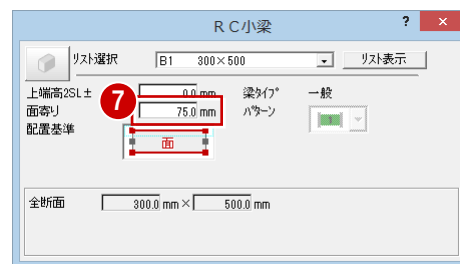 RC小梁
? ×
リスト選択 B1 300×500 リスト表示
上端高2SL± 0.0 mm 梁タイプ 一般
7
面寄り 75.0 mm パターン 1
配置基準 面
全断面 300.0 mm × 500.0 mm